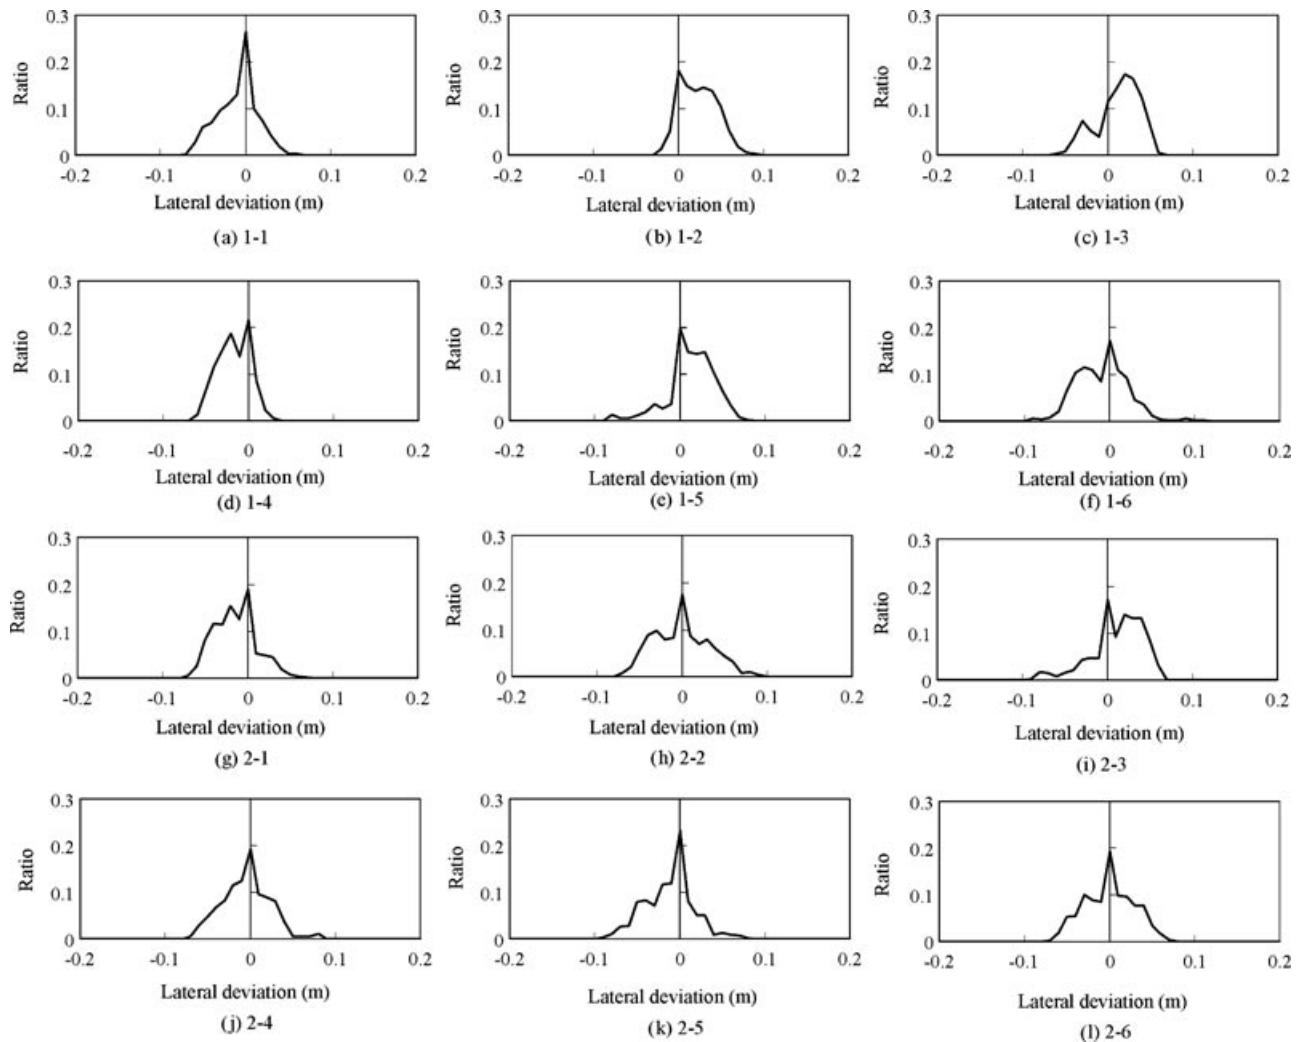 0.3 0.3 0.3
0.2 0.2 0.2
Ratio Ratio Ratio
0.1 0.1 0.1
0 0 0
-0.2 -0.1 0 0.1 0.2 -0.2 -0.1 0 0.1 0.2 -0.2 -0.1 0 0.1 0.2
Lateral deviation (m) Lateral deviation (m) Lateral deviation (m)
(a) 1-1 (b) 1-2 (c) 1-3
0.3 0.3 0.3
0.2 0.2 0.2
Ratio Ratio Ratio
0.1 0.1 0.1
0 0 0
-0.2 -0.1 0 0.1 0.2 -0.2 -0.1 0 0.1 0.2 -0.2 -0.1 0 0.1 0.2
Lateral deviation (m) Lateral deviation (m) Lateral deviation (m)
(d) 1-4 (e) 1-5 (f) 1-6
0.3 0.3 0.3
0.2 0.2 0.2
Ratio Ratio Ratio
0.1 0.1 0.1
0 0 0
-0.2 -0.1 0 0.1 0.2 -0.2 -0.1 0 0.1 0.2 -0.2 -0.1 0 0.1 0.2
Lateral deviation (m) Lateral deviation (m) Lateral deviation (m)
(g) 2-1 (h) 2-2 (i) 2-3
0.3 0.3 0.3
0.2 0.2 0.2
Ratio Ratio Ratio
0.1 0.1 0.1
0 0 0
-0.2 -0.1 0 0.1 0.2 -0.2 -0.1 0 0.1 0.2 -0.2 -0.1 0 0.1 0.2
Lateral deviation (m) Lateral deviation (m) Lateral deviation (m)
(j) 2-4 (k) 2-5 (l) 2-6